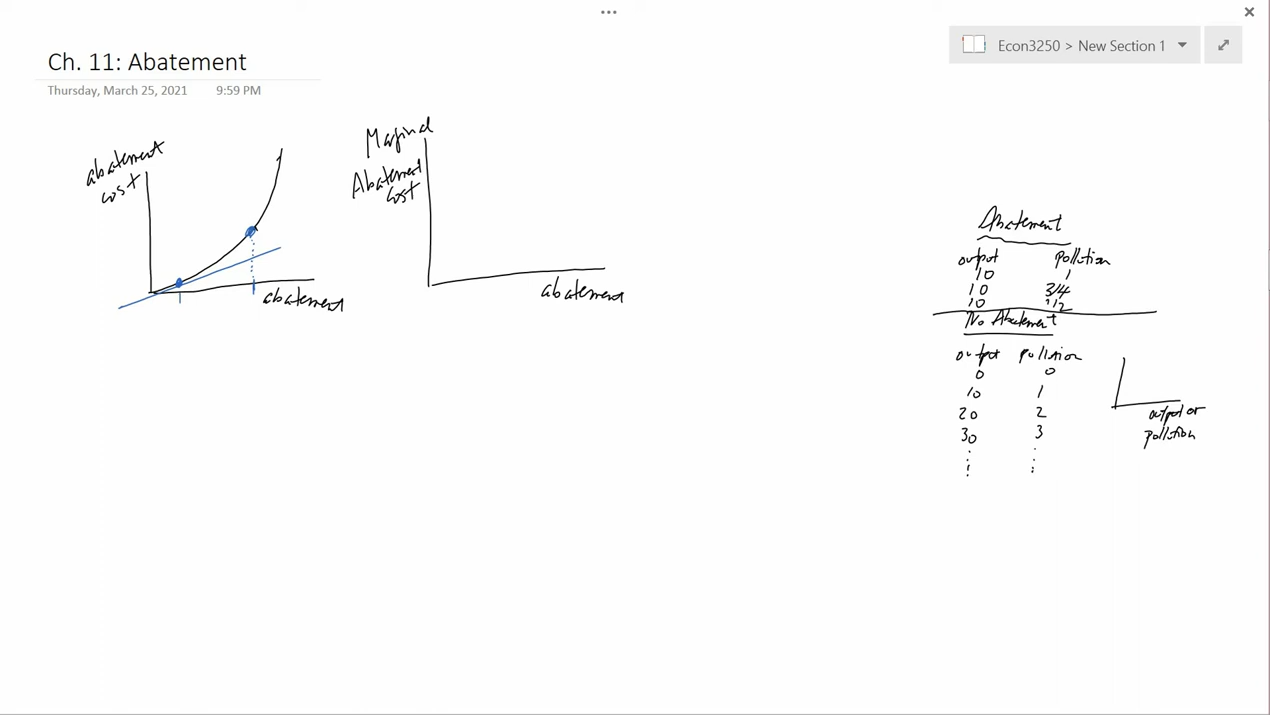 Econ3250 > New Section 1
Ch. 11: Abatement
Thursday, March 25, 2021 9:59 PM
abatement
cost
abatement
Marginal
Abatement
cost
abatement
Abatement
output pollution
10 1
10 3/4
10 1/2
No Abatement
output pollution
0 0
10 1
20 2
30 3
output or
pollution